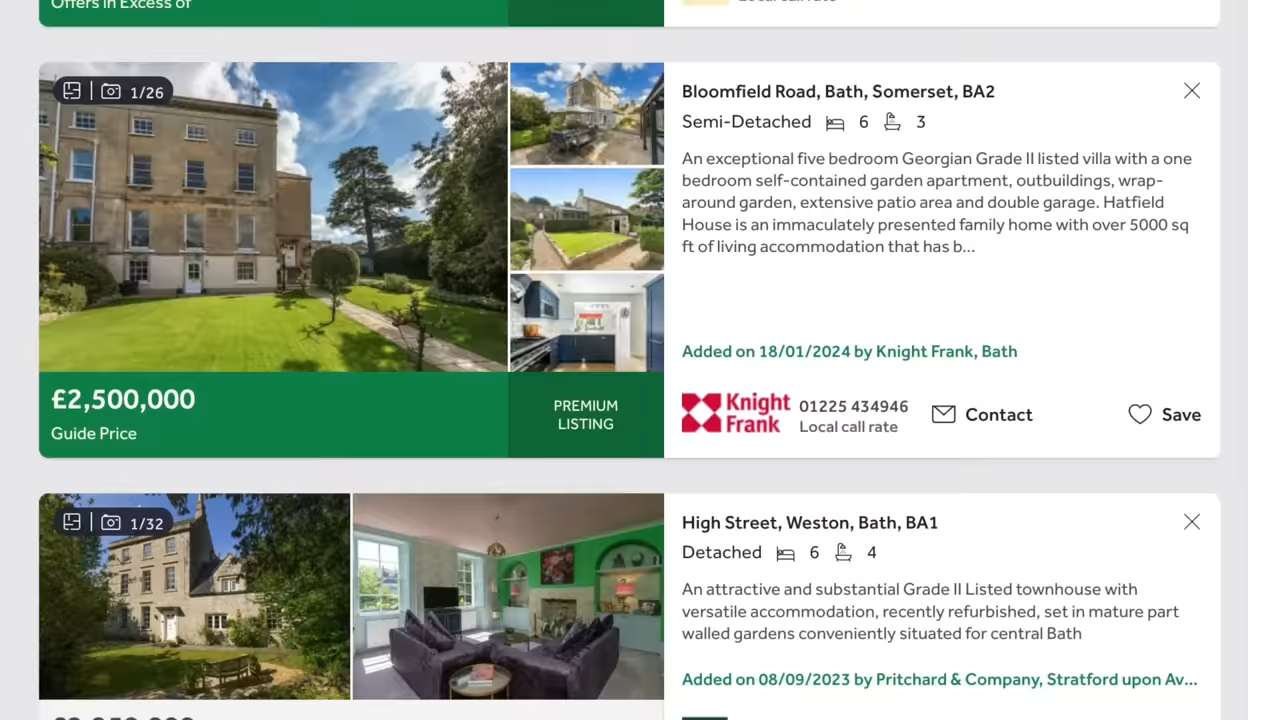 Offers in Excess of
1/26
£2,500,000
Guide Price
PREMIUM
LISTING
Bloomfield Road, Bath, Somerset, BA2
Semi-Detached 6 3
An exceptional five bedroom Georgian Grade II listed villa with a one
bedroom self-contained garden apartment, outbuildings, wrap-
around garden, extensive patio area and double garage. Hatfield
House is an immaculately presented family home with over 5000 sq
ft of living accommodation that has b...
Added on 18/01/2024 by Knight Frank, Bath
Knight
Frank
01225 434946
Local call rate
Contact
Save
1/32
High Street, Weston, Bath, BA1
Detached 6 4
An attractive and substantial Grade II Listed townhouse with
versatile accommodation, recently refurbished, set in mature part
walled gardens conveniently situated for central Bath
Added on 08/09/2023 by Pritchard & Company, Stratford upon Av...